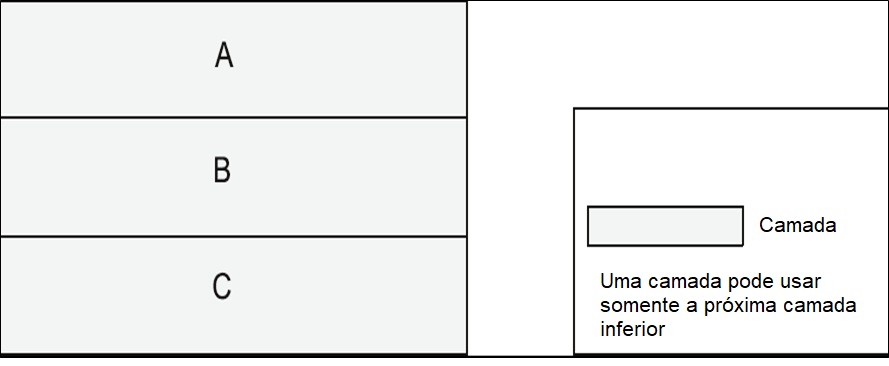 A
B
C
Camada
Uma camada pode usar
somente a próxima camada
inferior